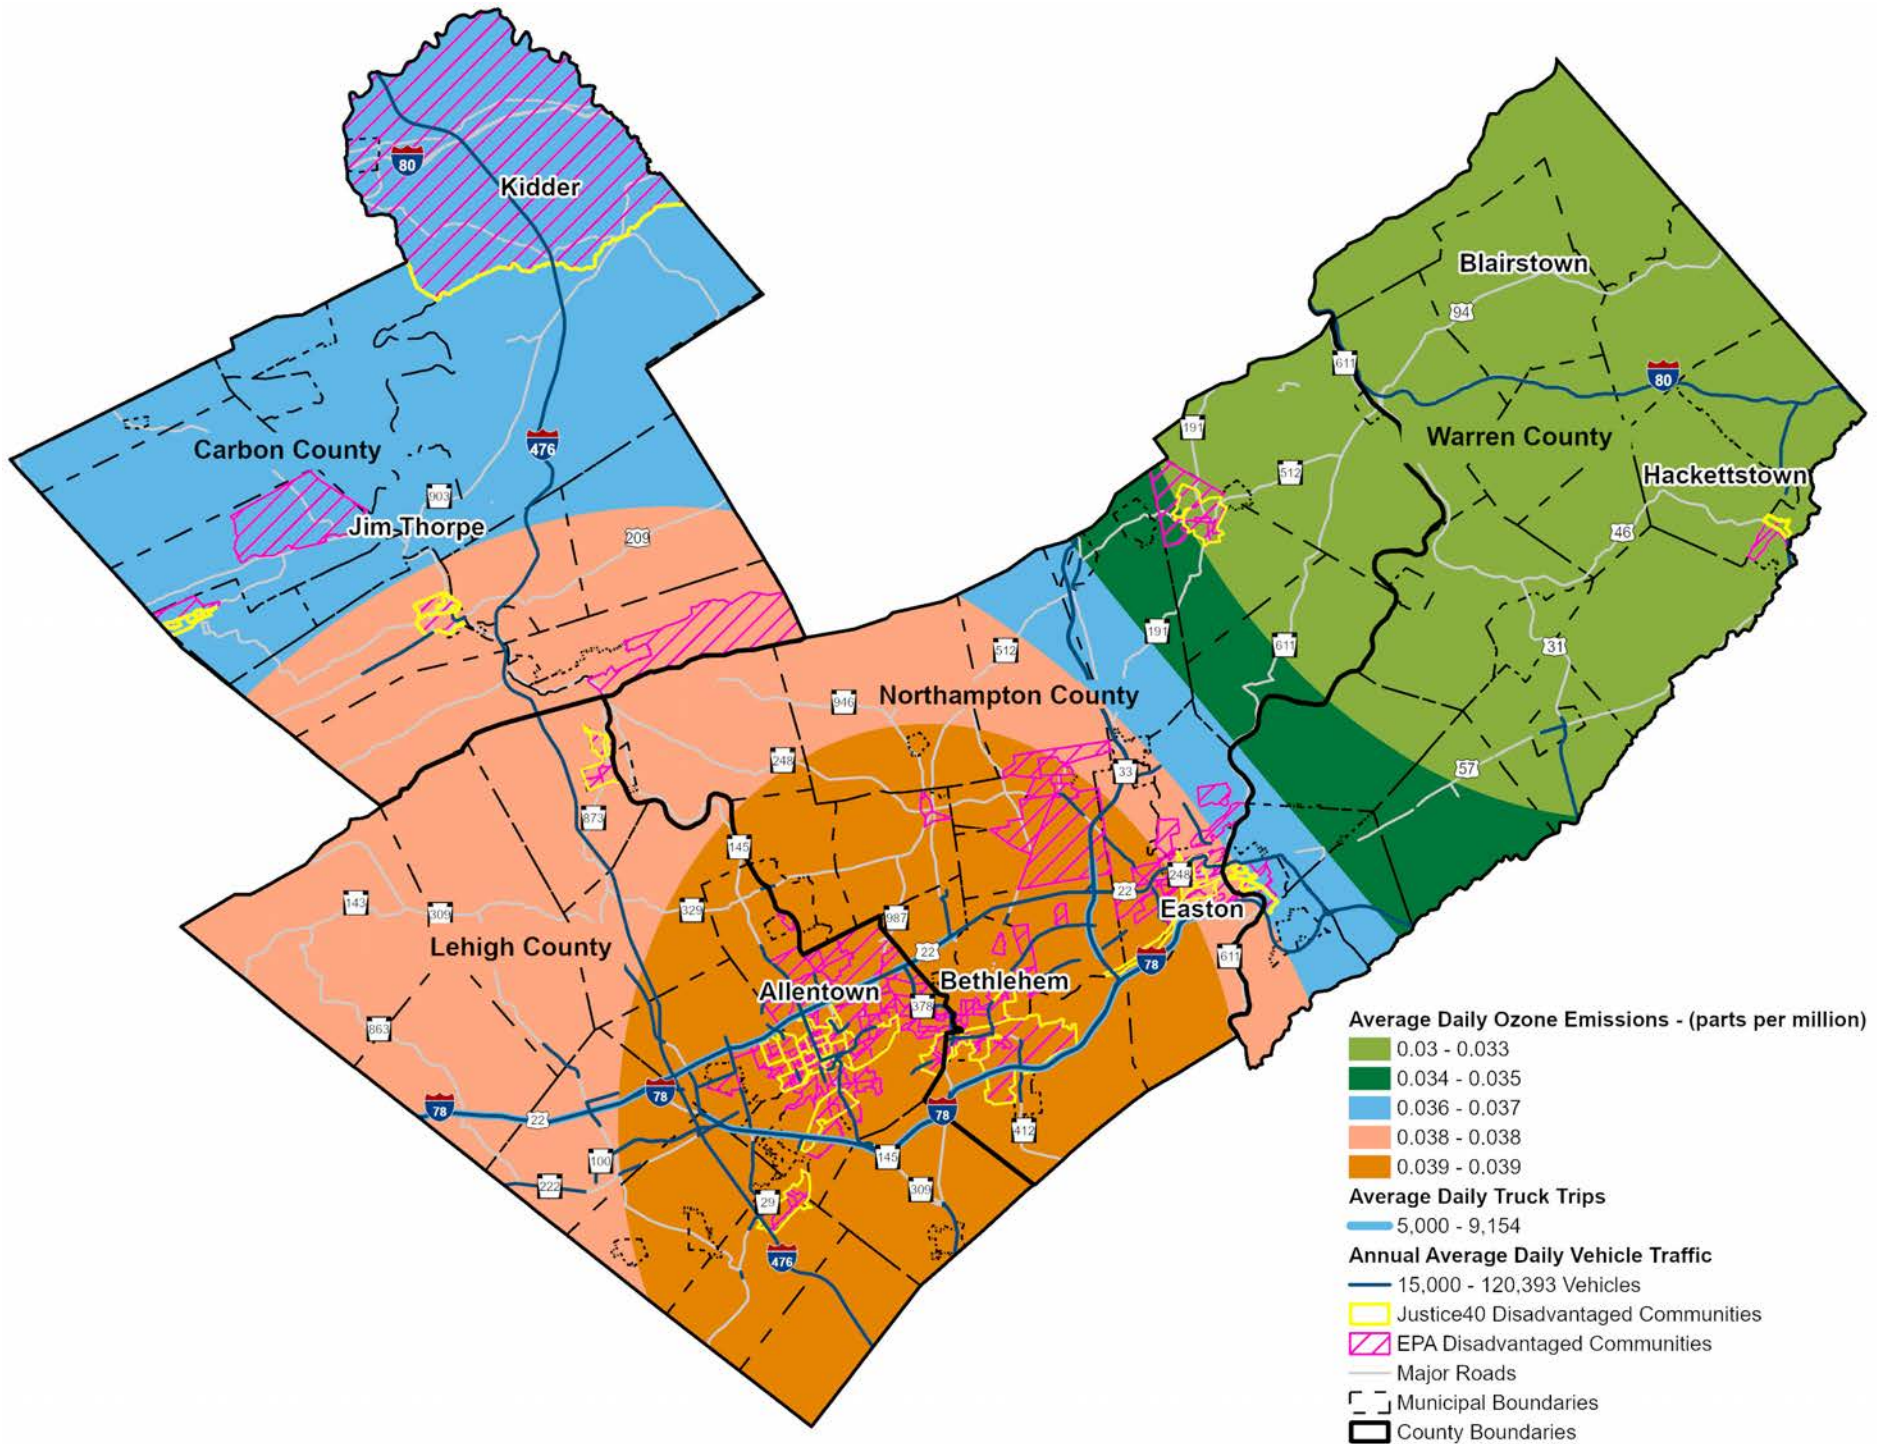 80
Kidder
Blairstown
94
611
80
191
Warren County
Carbon County
476
512
Hackettstown
903
Jim Thorpe
209
46
191
611
31
512
Northampton County
946
248
33
57
873
145
248
22
143
309
329
987
Easton
Lehigh County
22
611
78
Allentown
Bethlehem
378
863
78
78
22
78
412
100
145
222
309
29
476
Average Daily Ozone Emissions - (parts per million)
0.03 - 0.033
0.034 - 0.035
0.036 - 0.037
0.038 - 0.038
0.039 - 0.039
Average Daily Truck Trips
5,000 - 9,154
Annual Average Daily Vehicle Traffic
15,000 - 120,393 Vehicles
Justice40 Disadvantaged Communities
EPA Disadvantaged Communities
Major Roads
Municipal Boundaries
County Boundaries